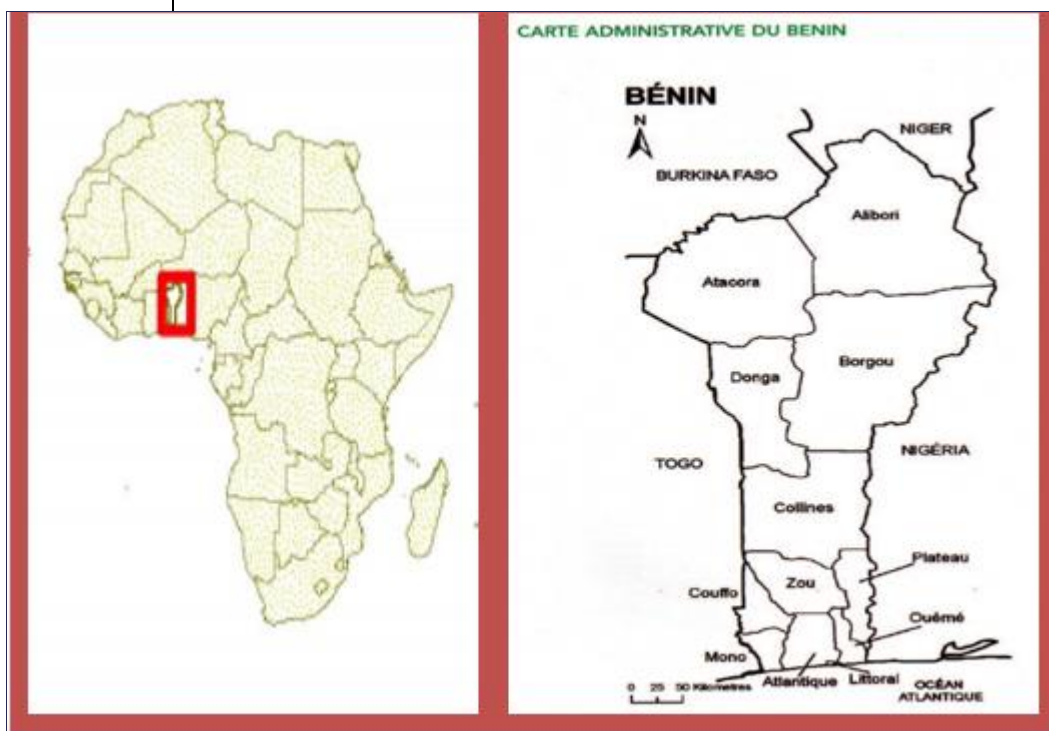 CARTE ADMINISTRATIVE DU BENIN
BÉNIN
N
NIGER
BURKINA FASO
Alibori
Atacora
Borgou
Donga
NIGÉRIA
TOGO
Collines
Plateau
Zou
Couffo
Ouémé
Mono
Atlantique
Littoral
0 25 50 Kilometres
OCÉAN
ATLANTIQUE